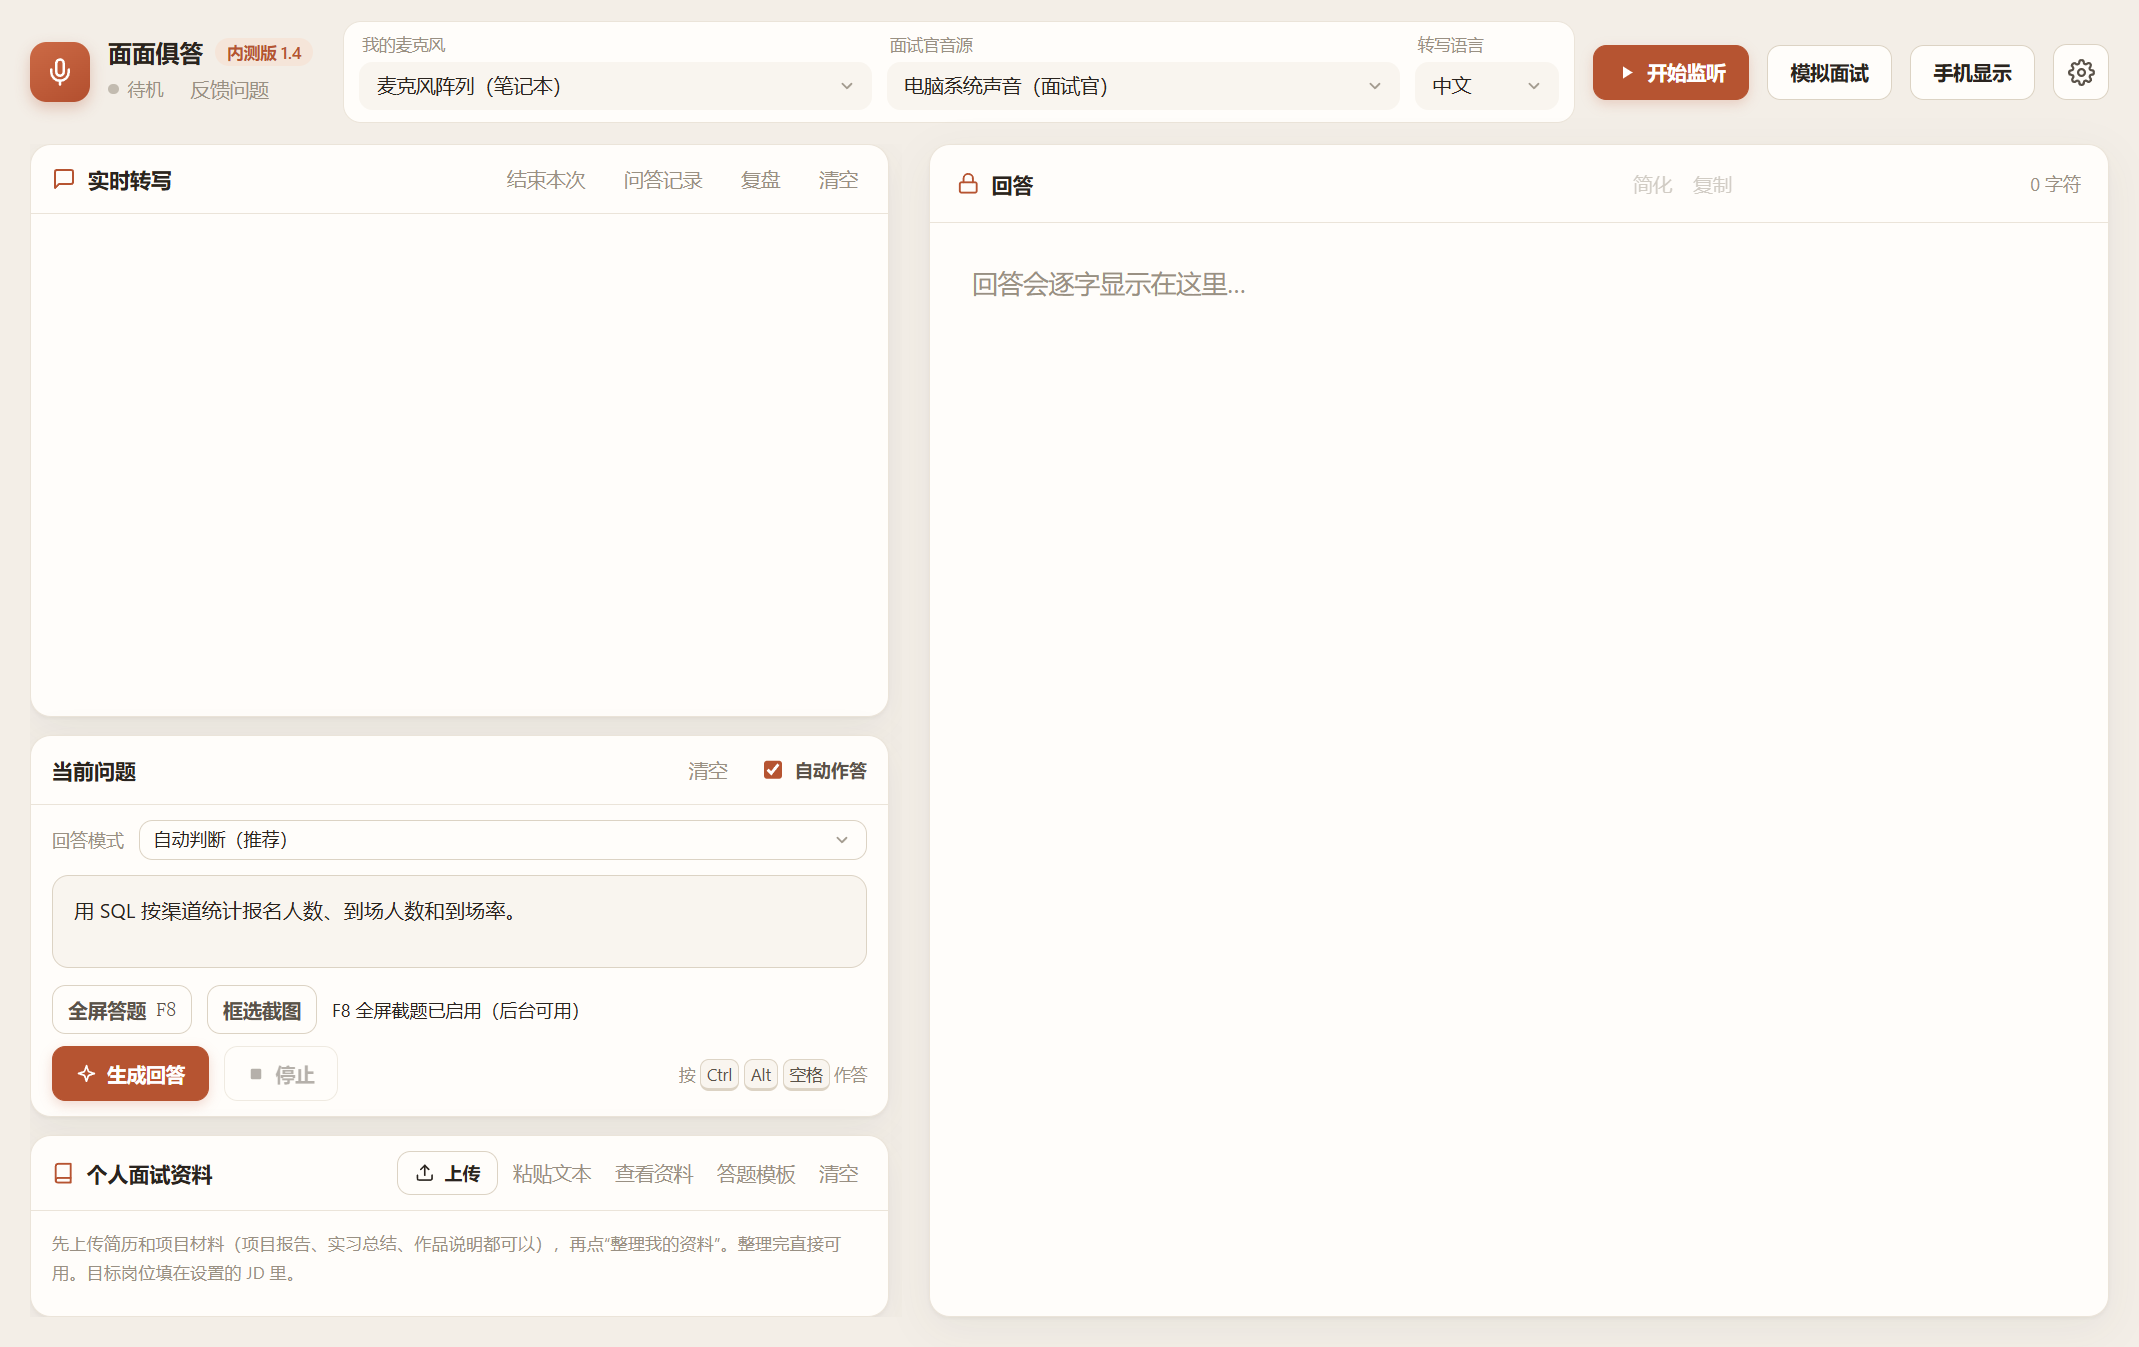 面面俱答 内测版 1.4
待机 反馈问题
我的麦克风
麦克风阵列（笔记本）
面试官音源
电脑系统声音（面试官）
转写语言
中文
开始监听
模拟面试
手机显示
实时转写 结束本次 问答记录 复盘 清空
当前问题 清空 自动作答
回答模式 自动判断（推荐）
用 SQL 按渠道统计报名人数、到场人数和到场率。
全屏答题 F8 框选截图 F8 全屏截题已启用（后台可用）
生成回答 停止 按 Ctrl Alt 空格 作答
个人面试资料 上传 粘贴文本 查看资料 答题模板 清空
先上传简历和项目材料（项目报告、实习总结、作品说明都可以），再点“整理我的资料”。整理完直接可
用。目标岗位填在设置的 JD 里。
回答 简化 复制 0 字符
回答会逐字显示在这里...